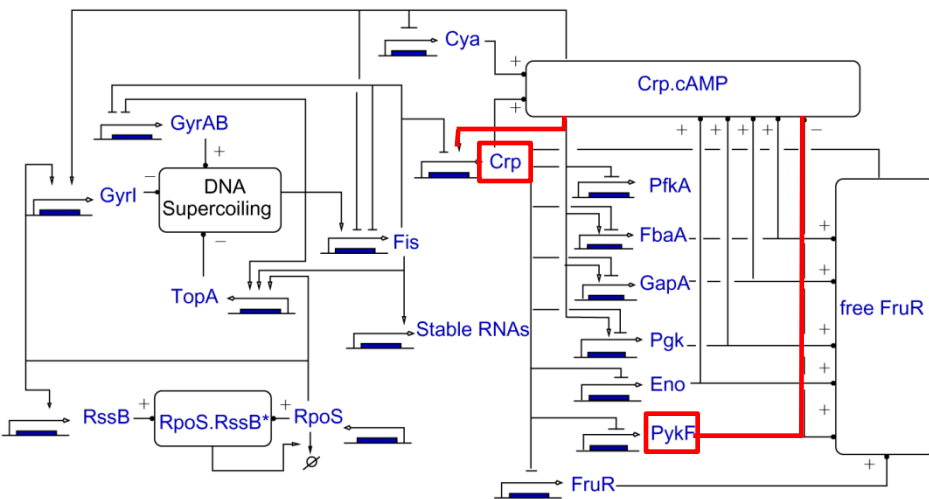 Cya
Crp.cAMP
GyrAB
Crp
PfkA
GyrI
DNA
Supercoiling
FbaA
Fis
GapA
TopA
free FruR
Stable RNAs
Pgk
Eno
RssB
RpoS.RssB*
RpoS
PykF
FruR
+
+
+
+
+
+
−
+
−
−
+
+
+
+
+
+
+
+